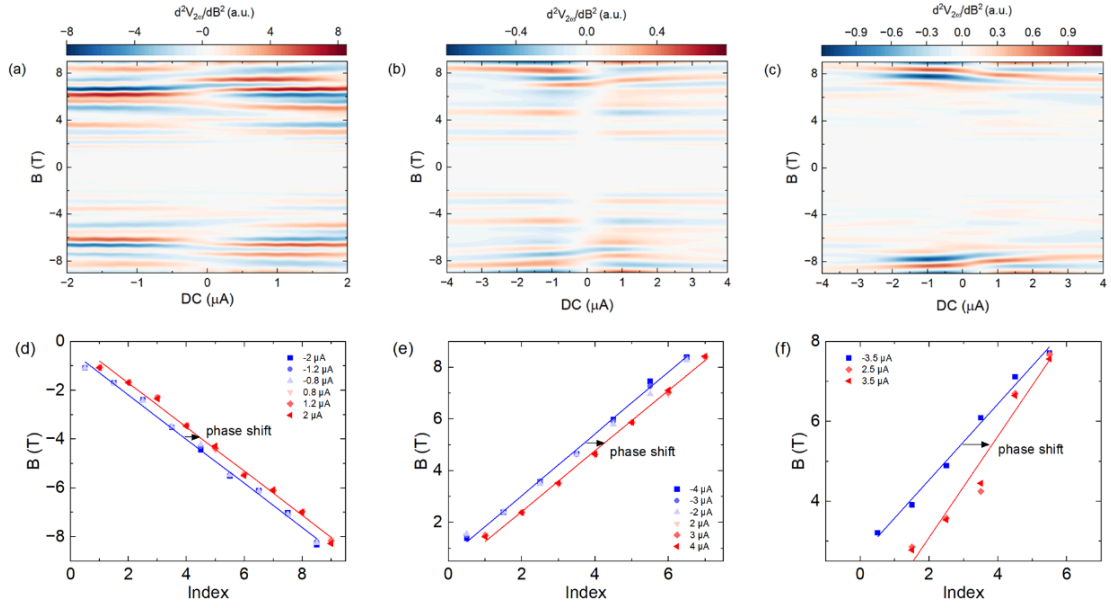 d²V₂ω/dB² (a.u.)
−8 −4 0 4 8
(a)
B (T)
8
4
0
−4
−8
−2 −1 0 1 2
DC (μA)
d²V₂ω/dB² (a.u.)
−0.4 0.0 0.4
(b)
B (T)
8
4
0
−4
−8
−4 −3 −2 −1 0 1 2 3 4
DC (μA)
d²V₂ω/dB² (a.u.)
−0.9 −0.3 0.3 0.9
(c)
B (T)
8
4
0
−4
−8
−4 −3 −2 −1 0 1 2 3 4
DC (μA)
(d)
B (T)
0
−2
−4
−6
−8
-2 μA
-1.2 μA
-0.8 μA
0.8 μA
1.2 μA
2 μA
phase shift
0 2 4 6 8
Index
(e)
B (T)
8
6
4
2
0
phase shift
-4 μA
-3 μA
-2 μA
2 μA
3 μA
4 μA
0 2 4 6
Index
(f)
B (T)
8
6
4
-3.5 μA
2.5 μA
3.5 μA
phase shift
0 2 4 6
Index